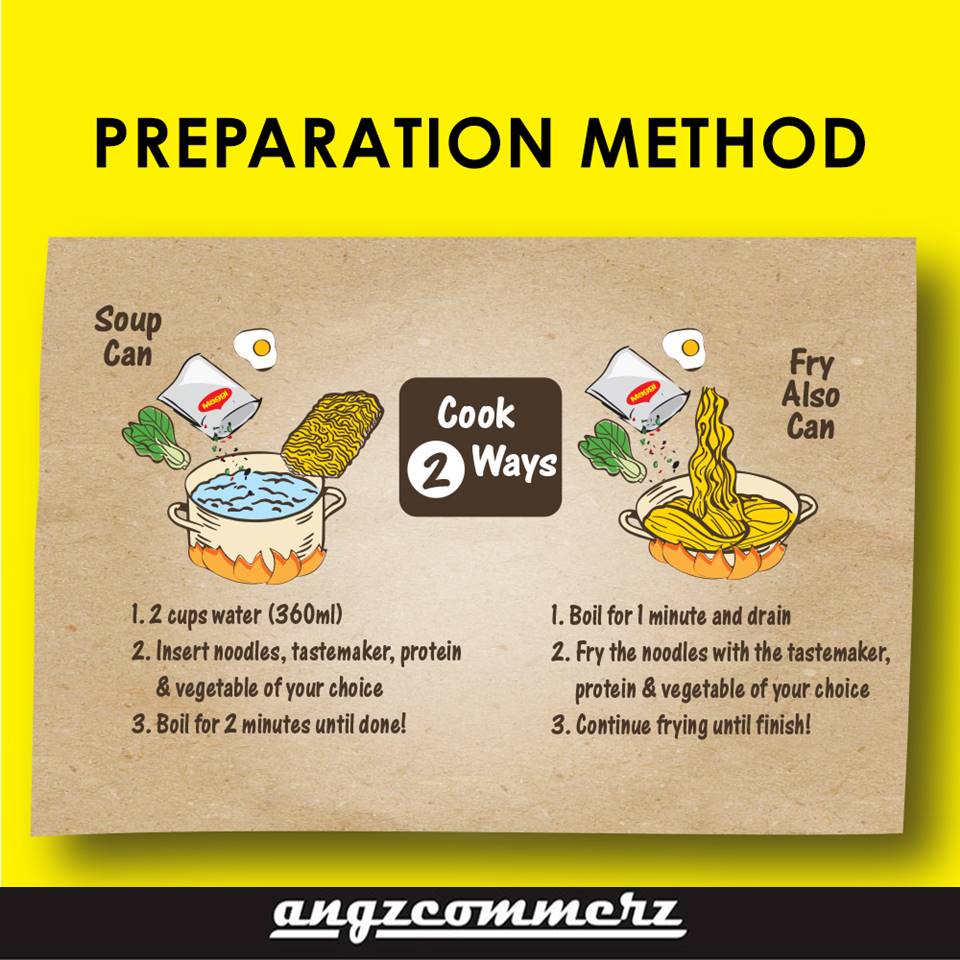 PREPARATION METHOD
Soup
Can
Maggi
Cook
2 Ways
Maggi
Fry
Also
Can
1. 2 cups water (360ml)
2. Insert noodles, tastemaker, protein
& vegetable of your choice
3. Boil for 2 minutes until done!
1. Boil for 1 minute and drain
2. Fry the noodles with the tastemaker,
protein & vegetable of your choice
3. Continue frying until finish!
angzcommerz